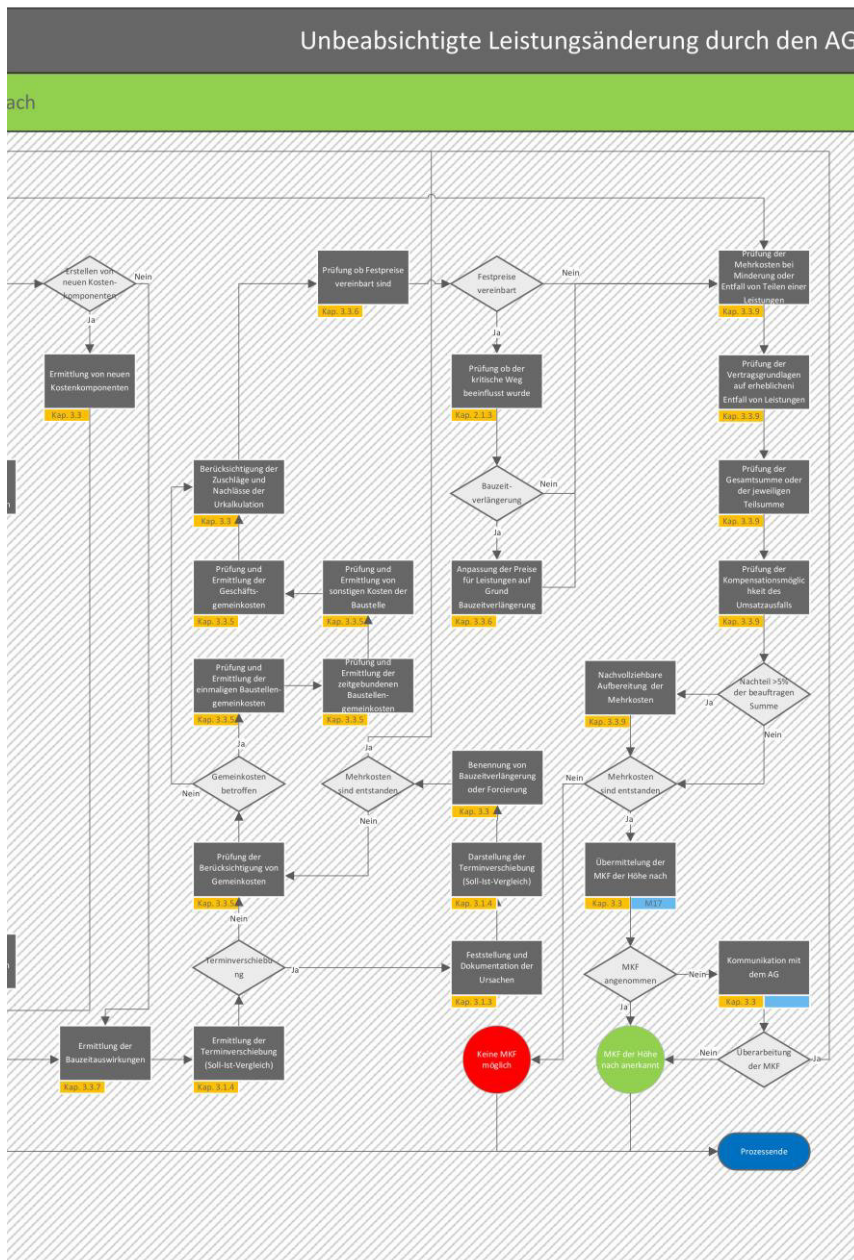 Unbeabsichtigte Leistungsänderung durch den AG
ach
Erstellen von
neuen Kosten-
komponenten
Nein
Ja
Ermittlung von neuen
Kostenkomponenten
Kap. 3.3
Prüfung ob Festpreise
vereinbart sind
Kap. 3.3.6
Festpreise
vereinbart
Nein
Ja
Prüfung der
Mehrkosten bei
Minderung oder
Entfall von Teilen einer
Leistungen
Kap. 3.3.9
Prüfung ob der
kritische Weg
beeinflusst wurde
Kap. 2.1.3
Prüfung der
Vertragsgrundlagen
auf erheblicheni
Entfall von Leistungen
Kap. 3.3.9
Berücksichtigung der
Zuschläge und
Nachlässe der
Urkalkulation
Kap. 3.3
Bauzeit-
verlängerung
Nein
Ja
Prüfung der
Gesamtsumme oder
der jeweiligen
Teilsumme
Kap. 3.3.9
n
Prüfung und
Ermittlung der
Geschäfts-
gemeinkosten
Kap. 3.3.5
Prüfung und
Ermittlung von
sonstigen Kosten der
Baustelle
Kap. 3.3.5
Anpassung der Preise
für Leistungen auf
Grund
Bauzeitverlängerung
Kap. 3.3.6
Prüfung der
Kompensationsmöglic
hkeit des
Umsatzausfalls
Kap. 3.3.9
Prüfung und
Ermittlung der
einmaligen Baustellen-
gemeinkosten
Kap. 3.3.5
Prüfung und
Ermittlung der
zeitgebundenen
Baustellen-
gemeinkosten
Kap. 3.3.5
Nachvollziehbare
Aufbereitung der
Mehrkosten
Kap. 3.3.9
Nachteil >5%
der beauftragen
Summe
Ja
Nein
Ja
Gemeinkosten
betroffen
Nein
Ja
Mehrkosten
sind entstanden
Nein
Benennung von
Bauzeitverlängerung
oder Forcierung
Kap. 3.3
Nein
Mehrkosten
sind entstanden
Ja
Prüfung der
Berücksichtigung von
Gemeinkosten
Kap. 3.3.5
Darstellung der
Terminverschiebung
(Soll-Ist-Vergleich)
Kap. 3.1.4
Übermittelung der
MKF der Höhe nach
Kap. 3.3
M17
Nein
Terminverschiebu
ng
Ja
Feststellung und
Dokumentation der
Ursachen
Kap. 3.1.3
MKF
angenommen
Nein
Ja
Kommunikation mit
dem AG
Kap. 3.3
n
Ermittlung der
Bauzeitauswirkungen
Kap. 3.3.7
Ermittlung der
Terminverschiebung
(Soll-Ist-Vergleich)
Kap. 3.1.4
Keine MKF
möglich
MKF der Höhe
nach anerkannt
Nein
Überarbeitung
der MKF
Ja
Prozessende